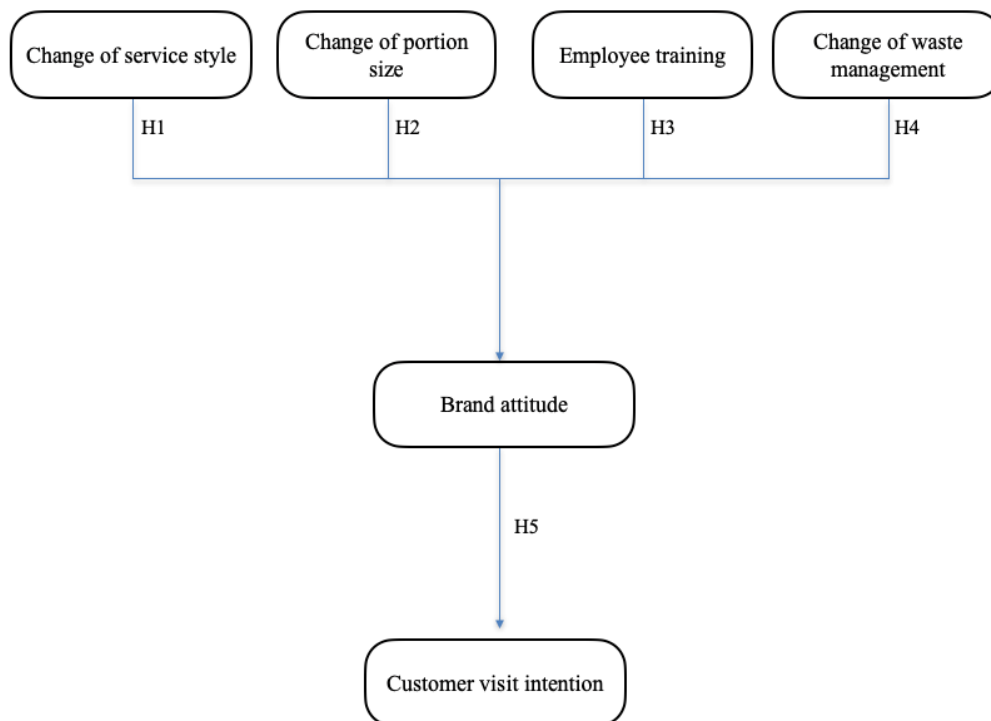 Change of service style
Change of portion
size
Employee training
Change of waste
management
H1
H2
H3
H4
Brand attitude
H5
Customer visit intention